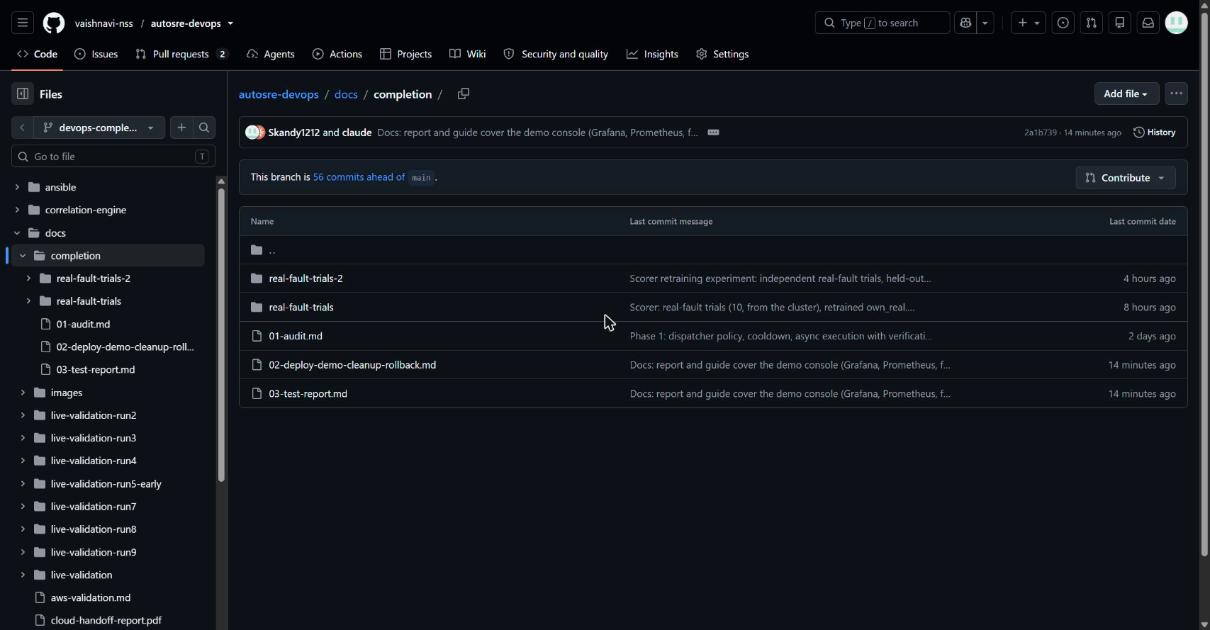 vaishnavi-nss / autosre-devops
Type / to search
Code
Issues
Pull requests 2
Agents
Actions
Projects
Wiki
Security and quality
Insights
Settings
Files
devops-comple...
Go to file T
ansible
correlation-engine
docs
completion
real-fault-trials-2
real-fault-trials
01-audit.md
02-deploy-demo-cleanup-roll...
03-test-report.md
images
live-validation-run2
live-validation-run3
live-validation-run4
live-validation-run5-early
live-validation-run7
live-validation-run8
live-validation-run9
live-validation
aws-validation.md
cloud-handoff-report.pdf
autosre-devops / docs / completion /
Add file
Skandy1212 and claude Docs: report and guide cover the demo console (Grafana, Prometheus, f... 2a1b739 · 14 minutes ago History
This branch is 56 commits ahead of main .
Contribute
Name Last commit message Last commit date
..
real-fault-trials-2 Scorer retraining experiment: independent real-fault trials, held-out... 4 hours ago
real-fault-trials Scorer: real-fault trials (10, from the cluster), retrained own_real.... 8 hours ago
01-audit.md Phase 1: dispatcher policy, cooldown, async execution with verificati... 2 days ago
02-deploy-demo-cleanup-rollback.md Docs: report and guide cover the demo console (Grafana, Prometheus, f... 14 minutes ago
03-test-report.md Docs: report and guide cover the demo console (Grafana, Prometheus, f... 14 minutes ago